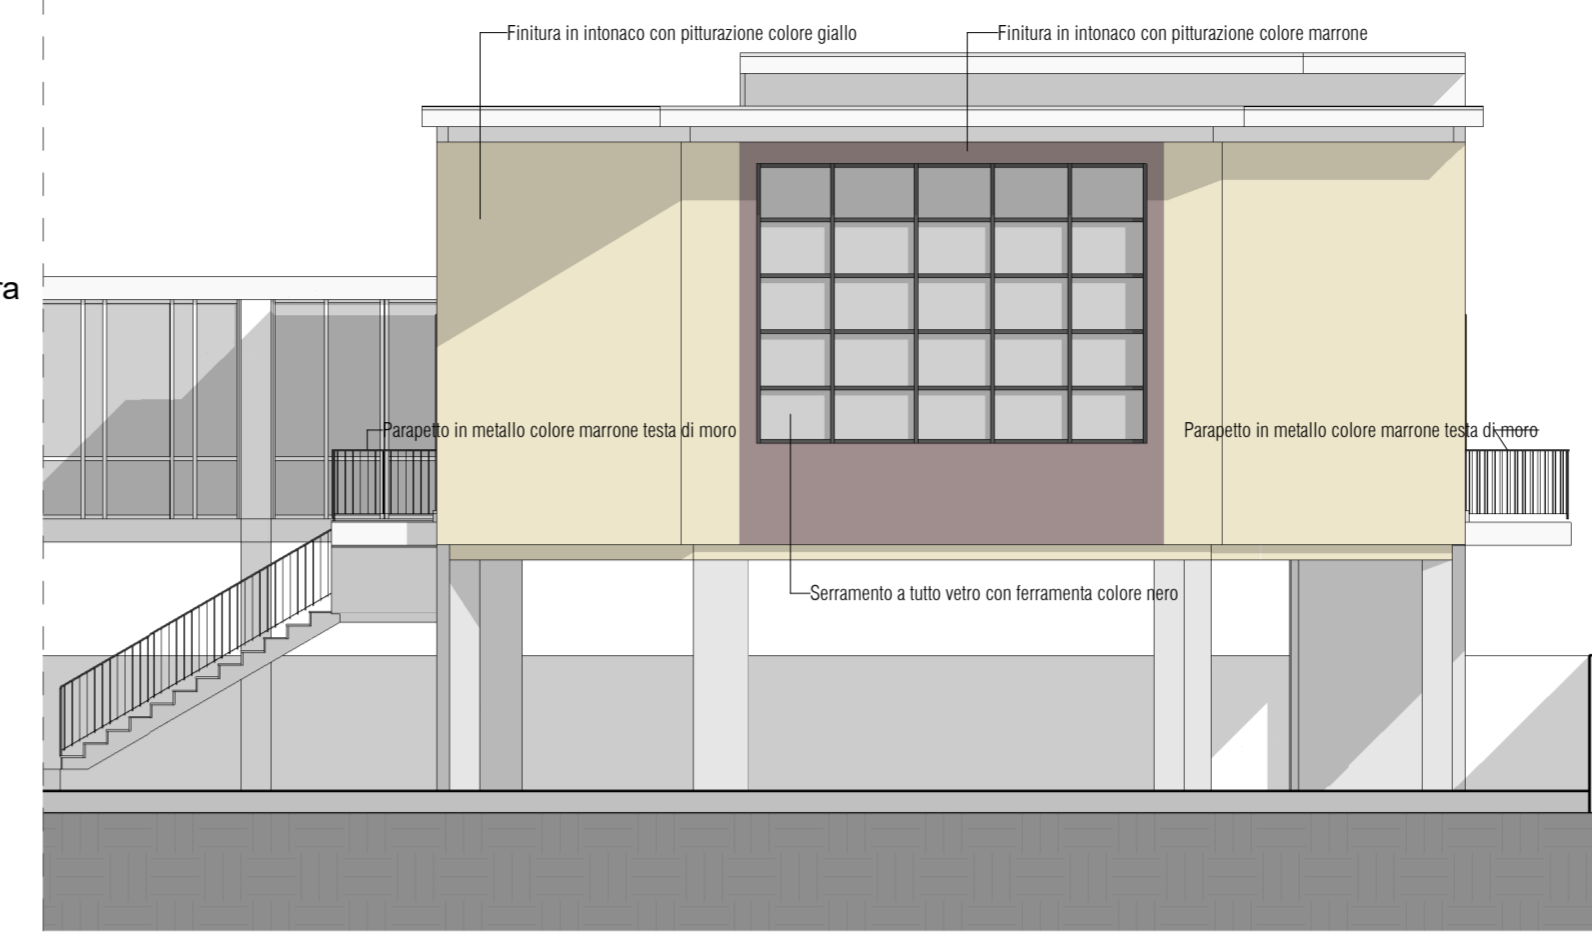 Finitura in intonaco con pitturazione colore giallo
Finitura in intonaco con pitturazione colore marrone
ra
Parapetto in metallo colore marrone testa di moro
Parapetto in metallo colore marrone testa di moro
Serramento a tutto vetro con ferramenta colore nero